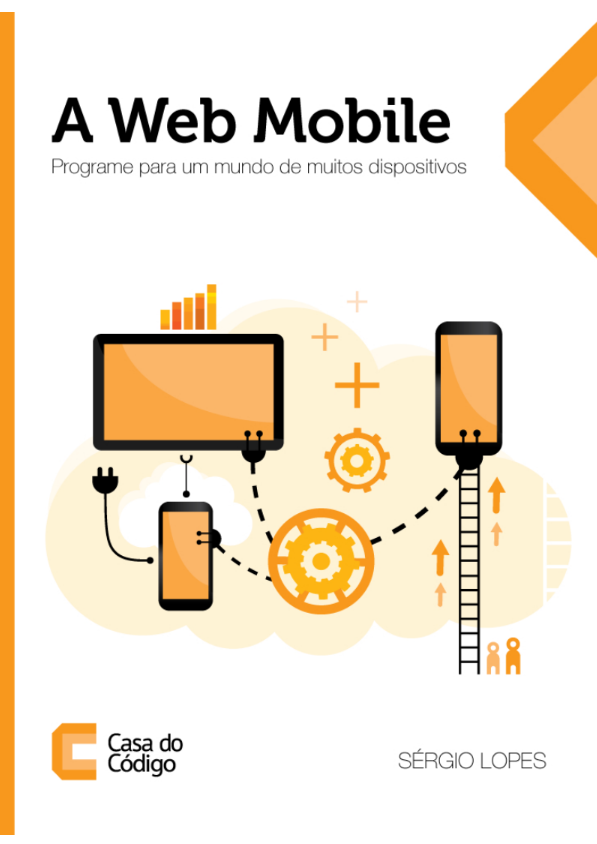 A Web Mobile
Programe para um mundo de muitos dispositivos
Casa do
Código
SÉRGIO LOPES